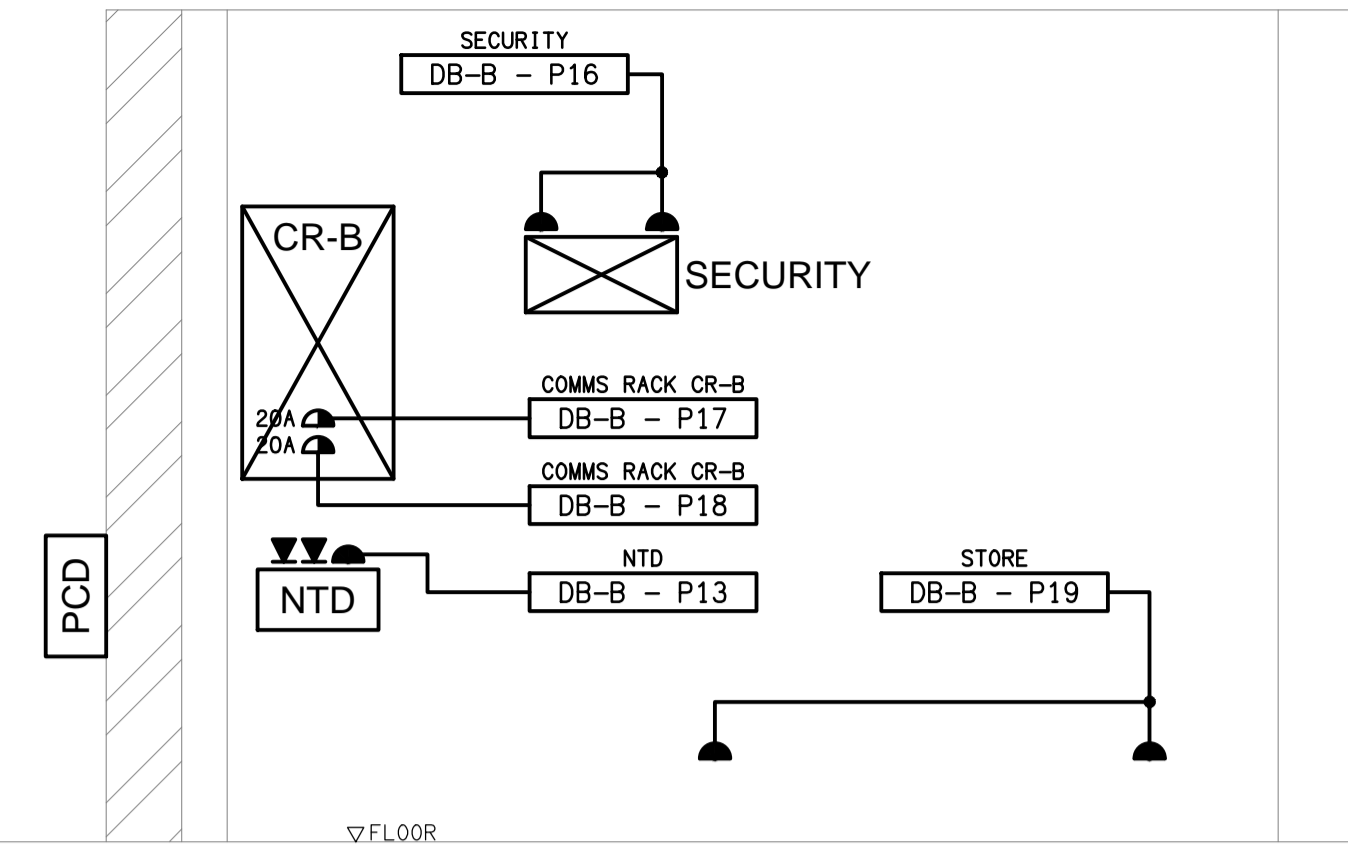 SECURITY
DB-B - P16
CR-B
SECURITY
COMMS RACK CR-B
20A
DB-B - P17
20A
COMMS RACK CR-B
DB-B - P18
NTD
STORE
PCD
NTD
DB-B - P13
DB-B - P19
FLOOR